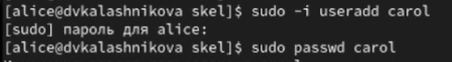 [alice@dvkalashnikova skel]$ sudo -i useradd carol
[sudo] пароль для alice:
[alice@dvkalashnikova skel]$ sudo passwd carol